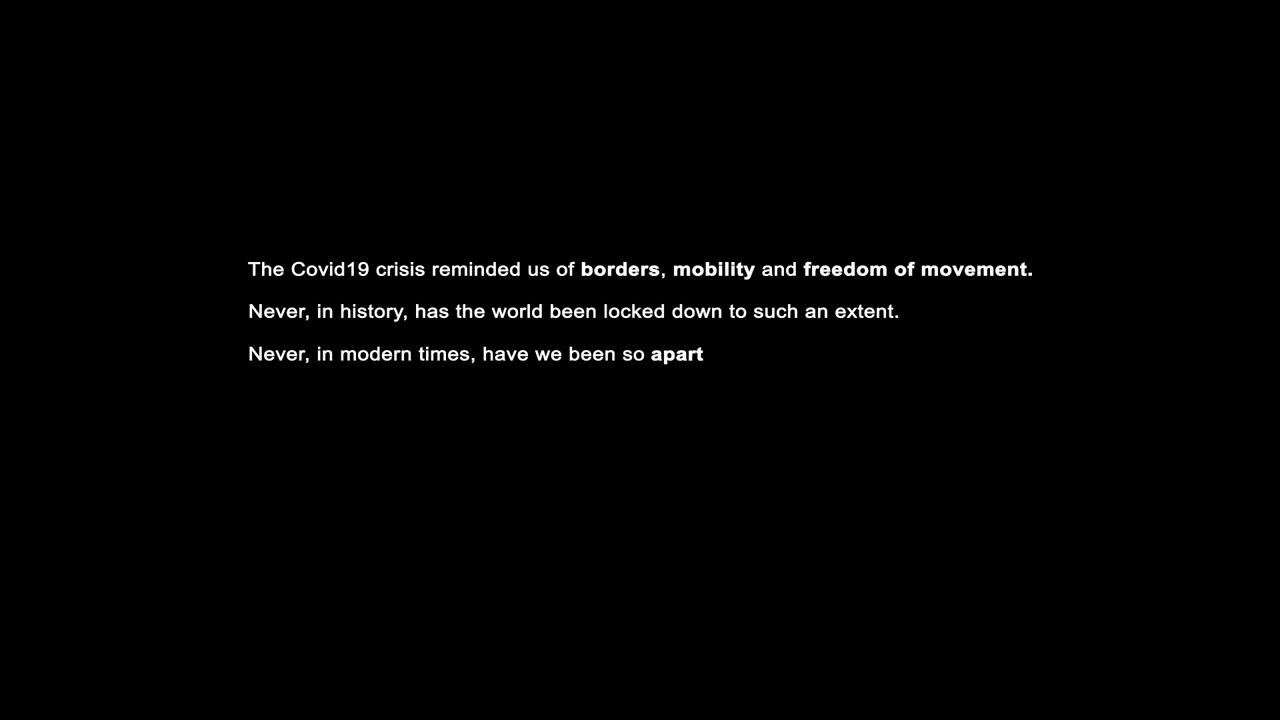 The Covid19 crisis reminded us of borders, mobility and freedom of movement.
Never, in history, has the world been locked down to such an extent.
Never, in modern times, have we been so apart